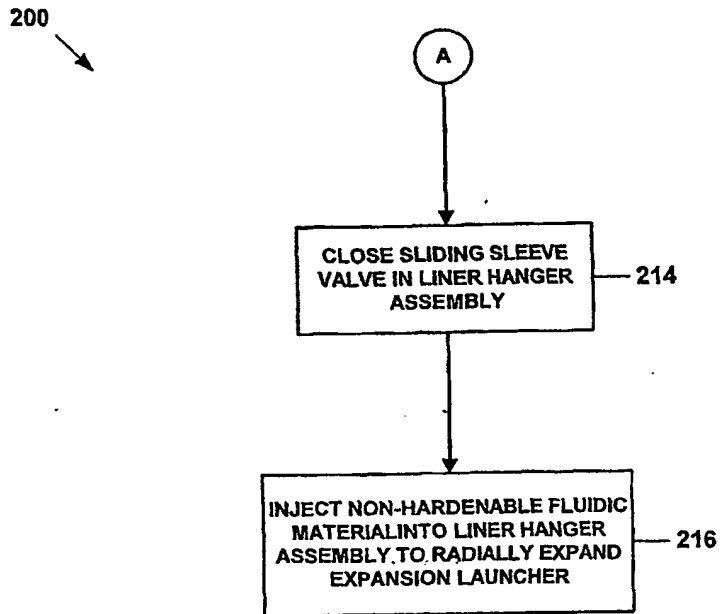 200
A
CLOSE SLIDING SLEEVE
VALVE IN LINER HANGER
ASSEMBLY
214
INJECT NON-HARDENABLE FLUIDIC
MATERIALINTO LINER HANGER
ASSEMBLY TO RADIALLY EXPAND
EXPANSION LAUNCHER
216